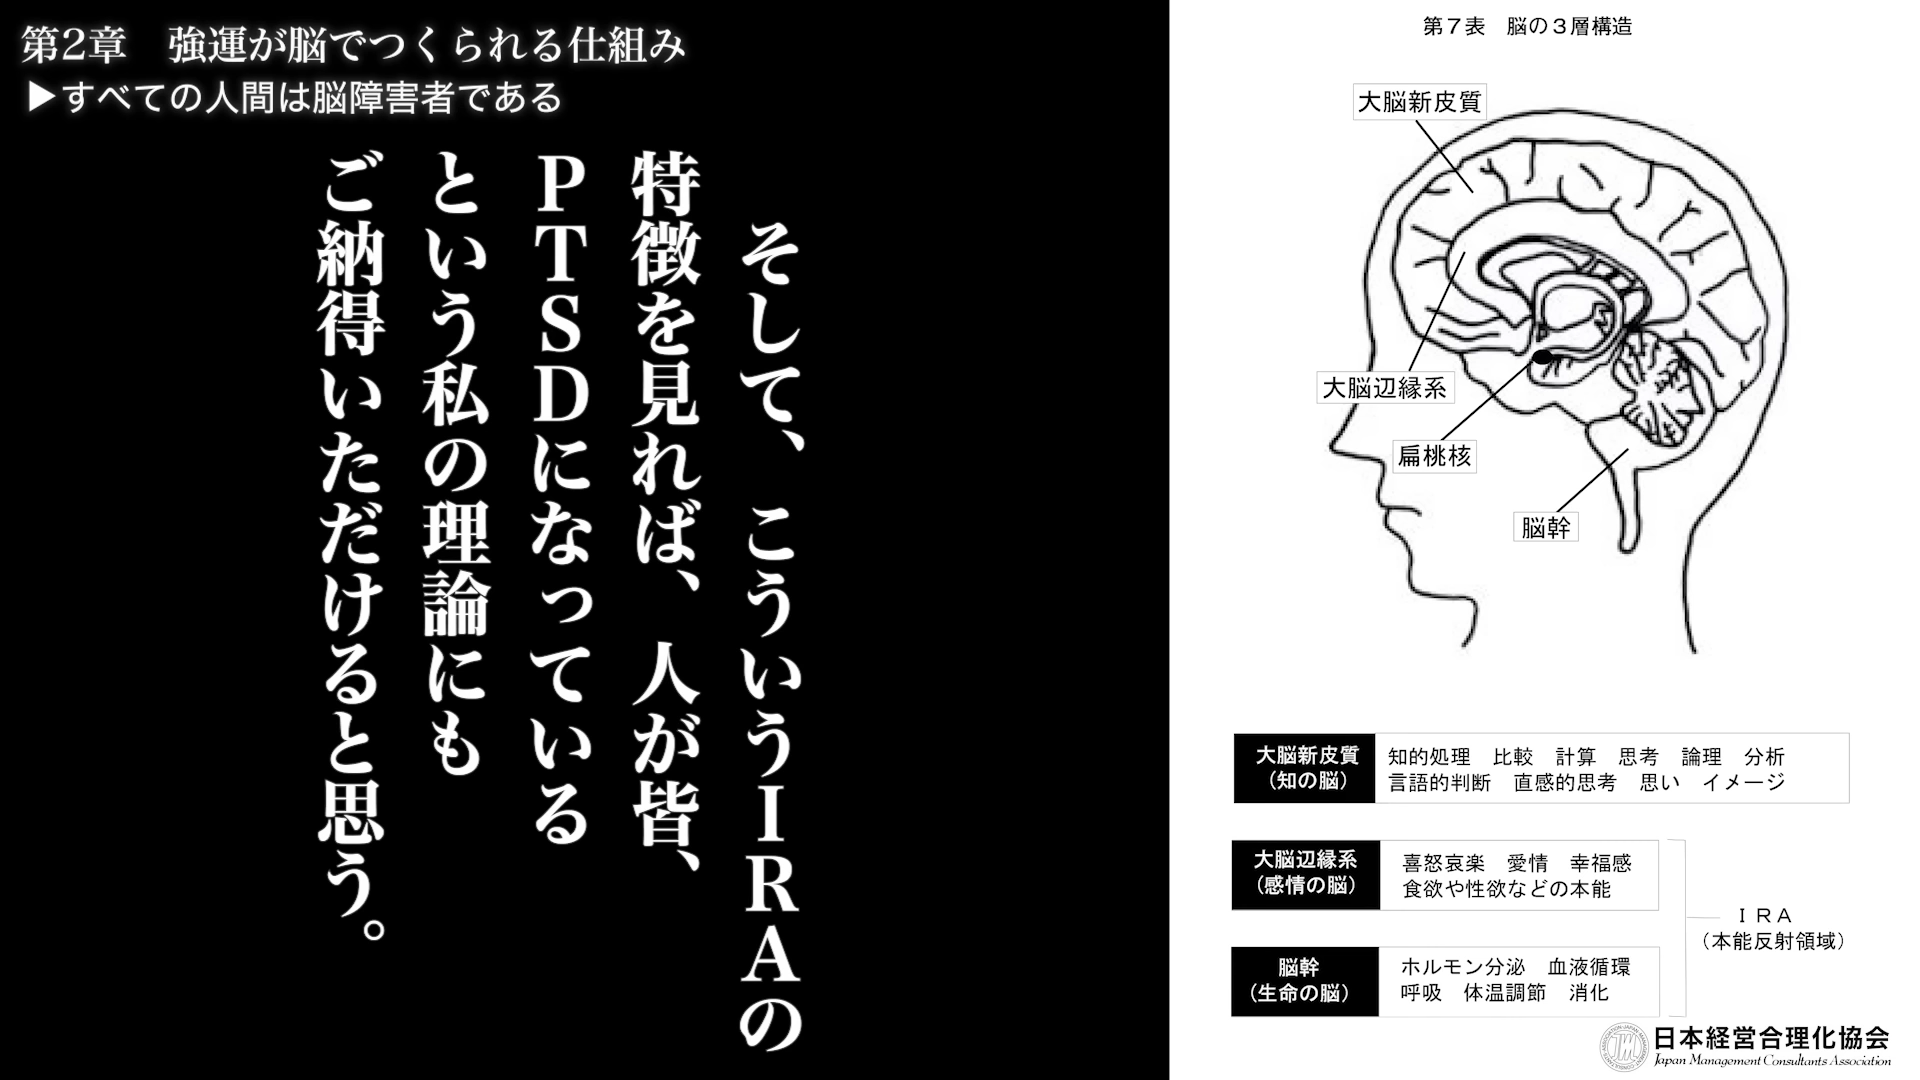 第2章　強運が脳でつくられる仕組み
▶すべての人間は脳障害者である
そして、こういうIRAの
特徴を見れば、人が皆、
PTSDになっている
という私の理論にも
ご納得いただけると思う。
第７表　脳の３層構造
大脳新皮質
大脳辺縁系
扁桃核
脳幹
大脳新皮質
（知の脳）
知的処理　比較　計算　思考　論理　分析
言語的判断　直感的思考　思い　イメージ
大脳辺縁系
（感情の脳）
喜怒哀楽　愛情　幸福感
食欲や性欲などの本能
脳幹
（生命の脳）
ホルモン分泌　血液循環
呼吸　体温調節　消化
ＩＲＡ
（本能反射領域）
日本経営合理化協会
Japan Management Consultants Association